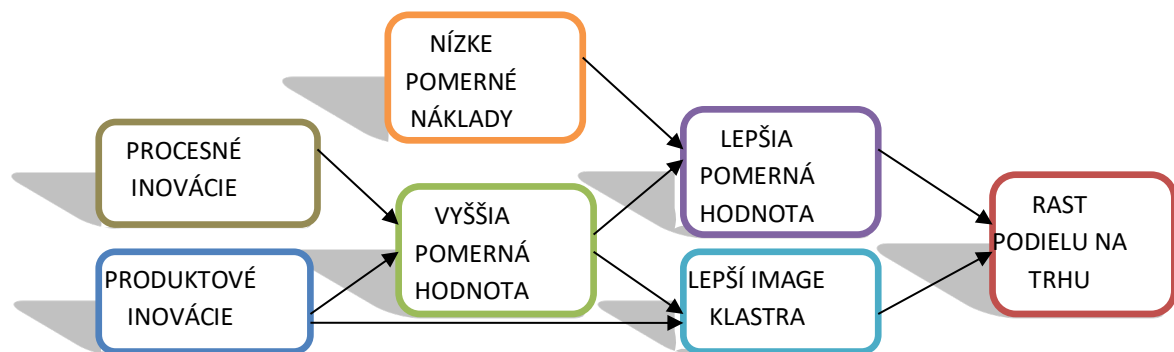 NÍZKE
POMERNÉ
NÁKLADY
PROCESNÉ
INOVÁCIE
LEPŠIA
POMERNÁ
HODNOTA
VYŠŠIA
POMERNÁ
HODNOTA
RAST
PODIELU NA
TRHU
PRODUKTOVÉ
INOVÁCIE
LEPŠÍ IMAGE
KLASTRA